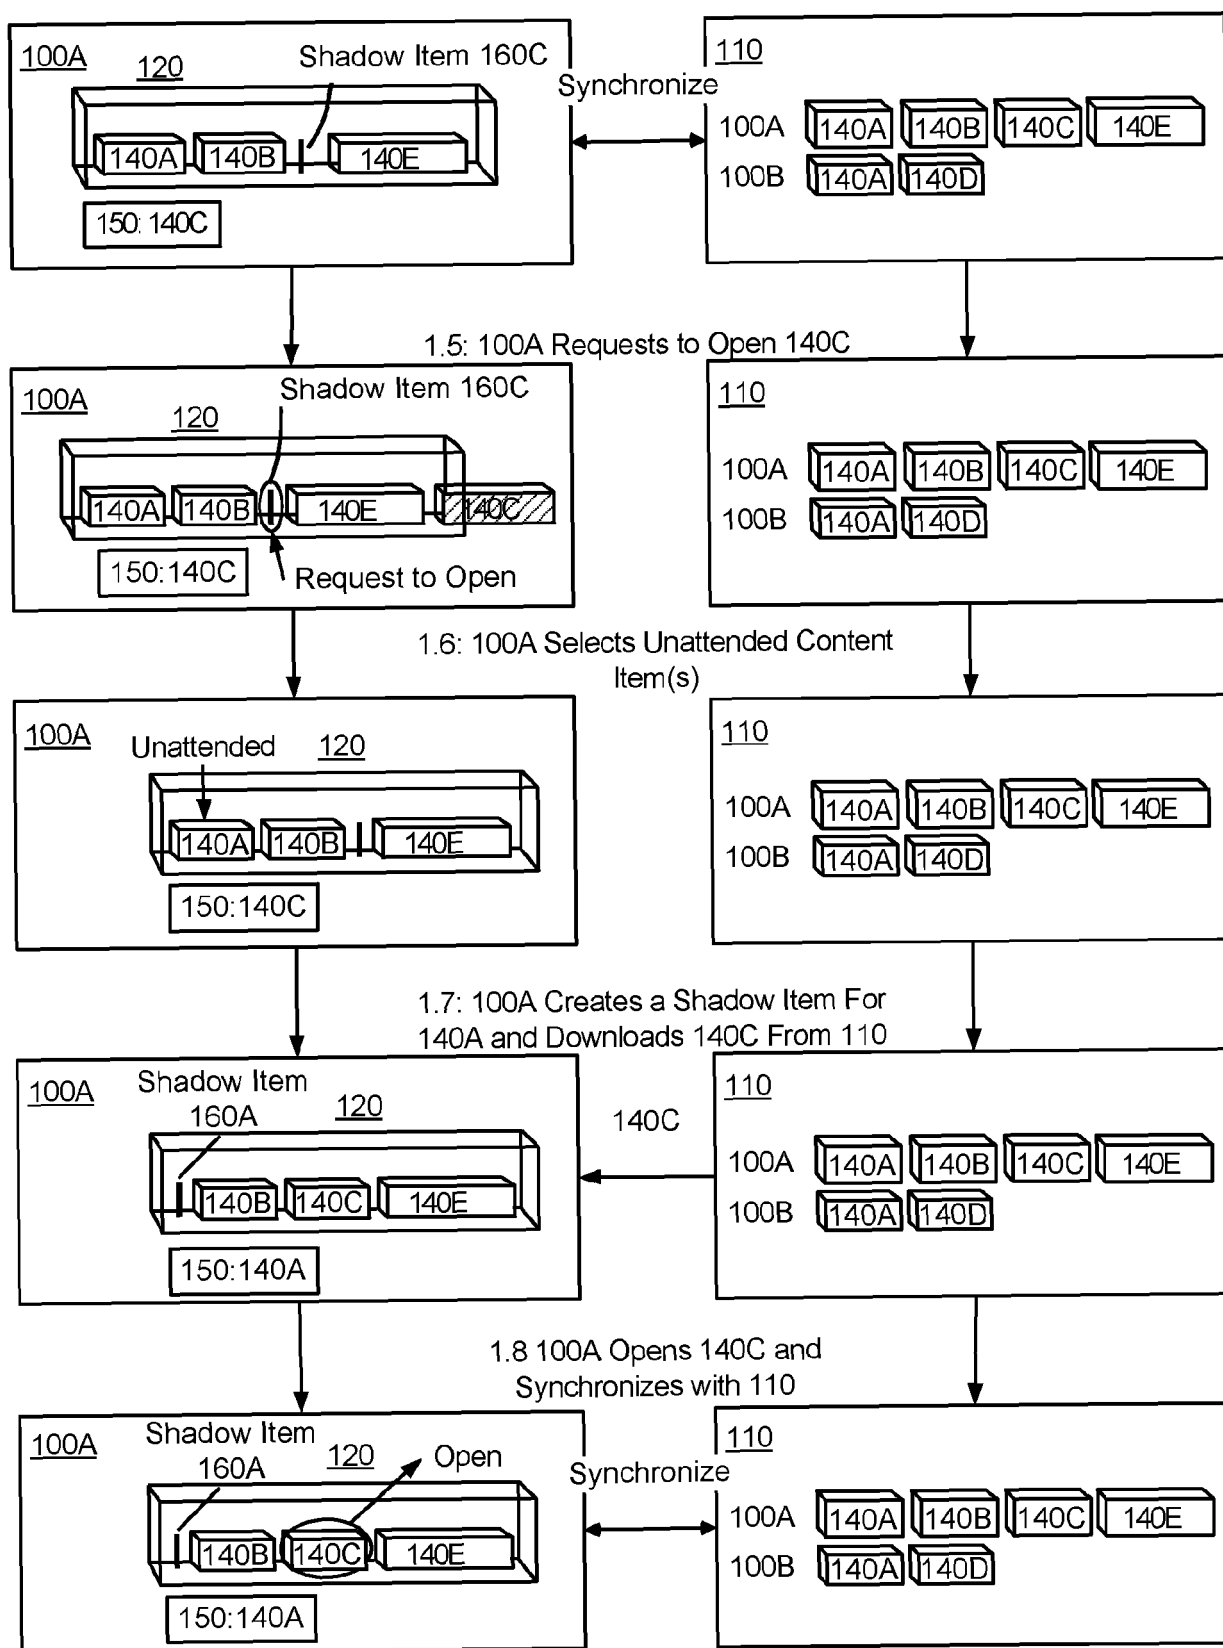 100A
120
Shadow Item 160C
140A 140B 140E
150: 140C
Synchronize
110
100A 140A 140B 140C 140E
100B 140A 140D
1.5: 100A Requests to Open 140C
100A
120
Shadow Item 160C
140A 140B 140E 140C
150:140C
Request to Open
110
100A 140A 140B 140C 140E
100B 140A 140D
1.6: 100A Selects Unattended Content
Item(s)
100A
Unattended
120
140A 140B 140E
150:140C
110
100A 140A 140B 140C 140E
100B 140A 140D
1.7: 100A Creates a Shadow Item For
140A and Downloads 140C From 110
100A
Shadow Item
160A
120
140B 140C 140E
150:140A
140C
110
100A 140A 140B 140C 140E
100B 140A 140D
1.8 100A Opens 140C and
Synchronizes with 110
100A
Shadow Item
160A
120
Open
140B 140C 140E
150:140A
Synchronize
110
100A 140A 140B 140C 140E
100B 140A 140D